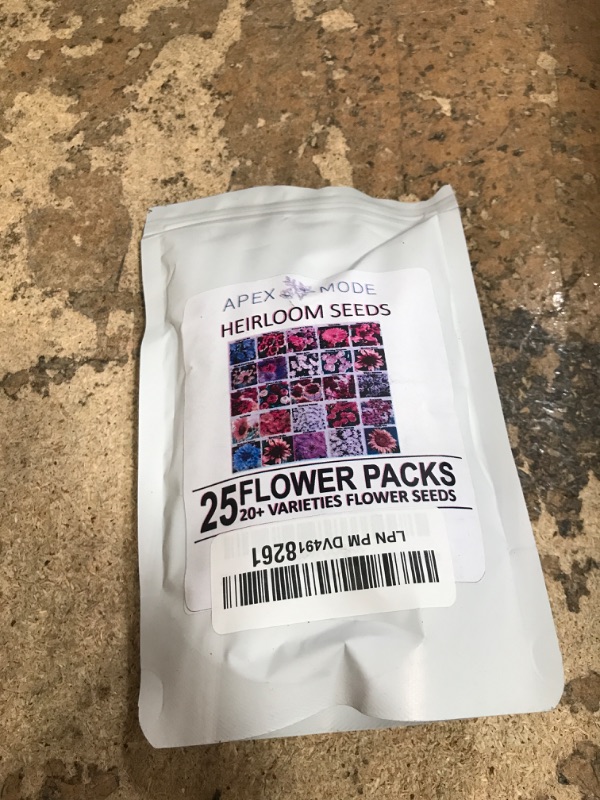 APEX MODE
HEIRLOOM SEEDS
25 FLOWER PACKS
20+ VARIETIES FLOWER SEEDS
LPN PM DV4918261